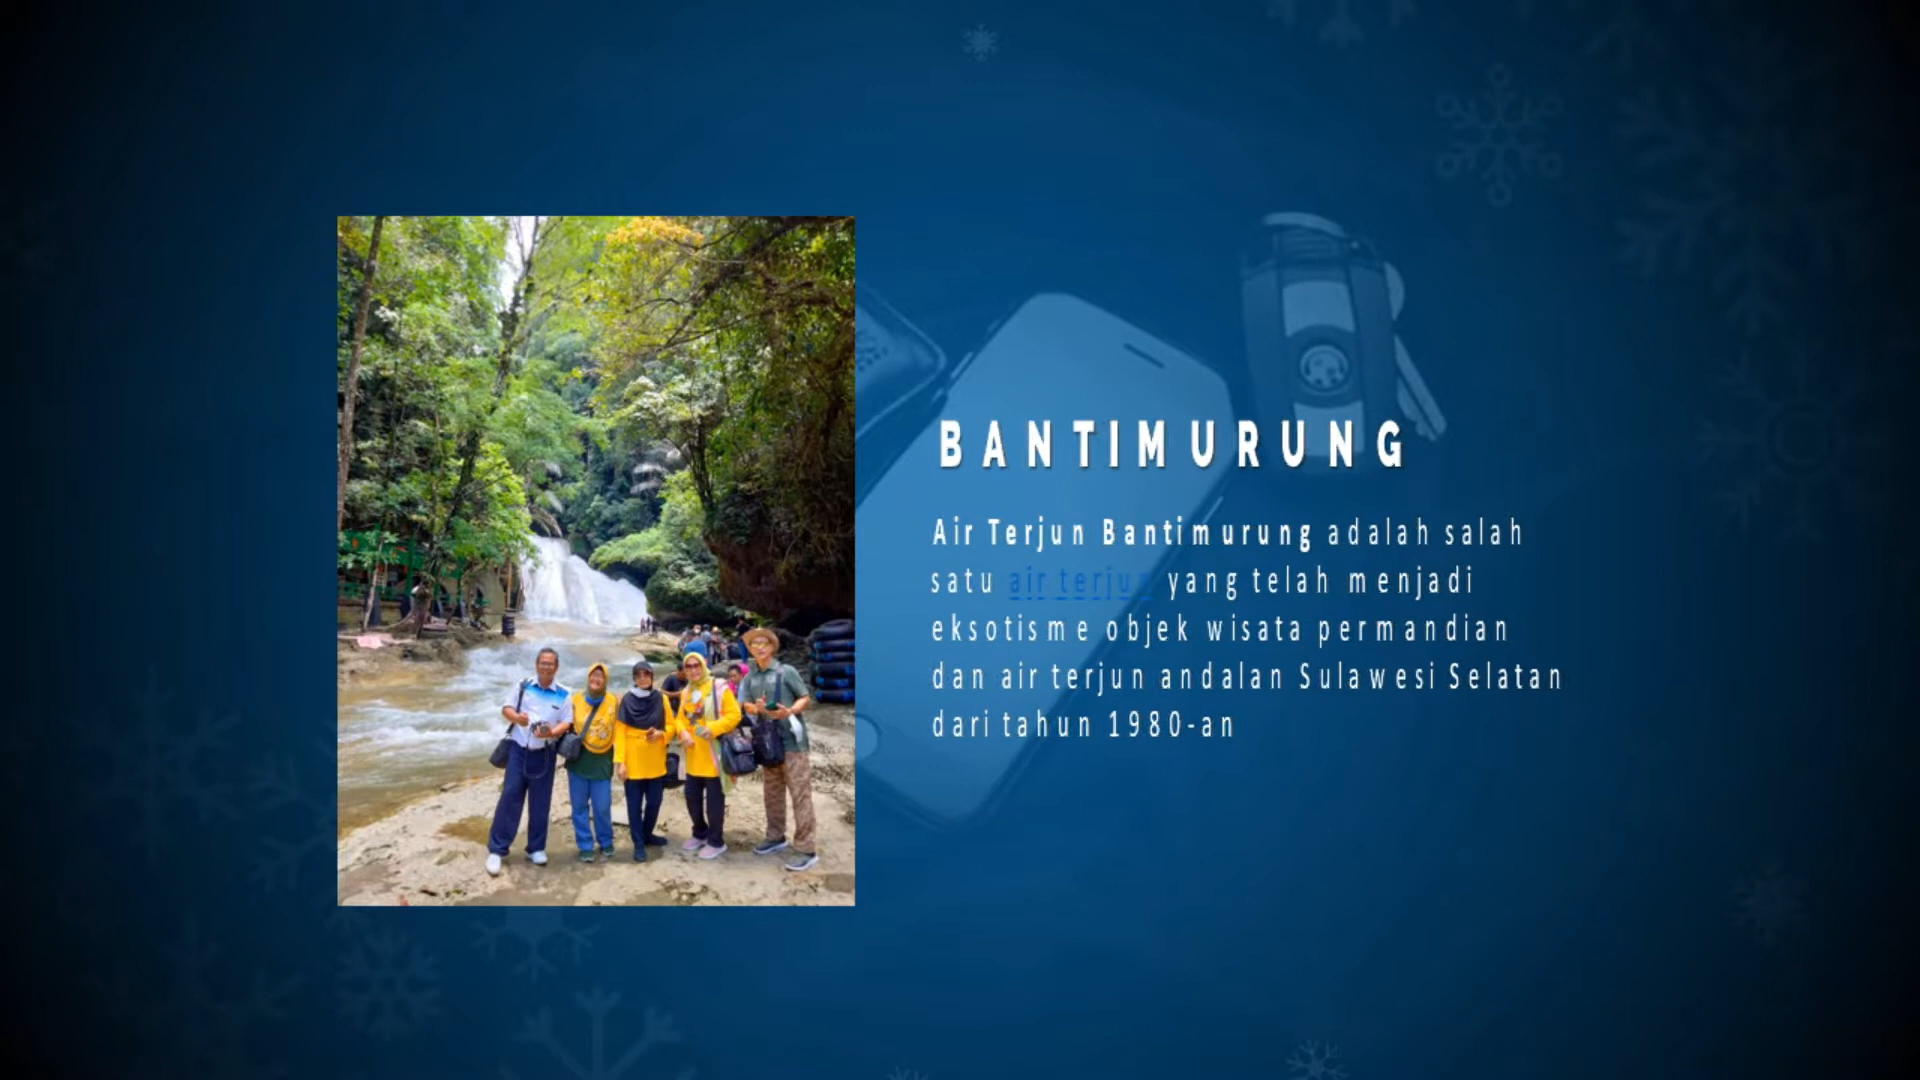 BANTIMURUNG
Air Terjun Bantimurung adalah salah
satu air terjun yang telah menjadi
eksotisme objek wisata permandian
dan air terjun andalan Sulawesi Selatan
dari tahun 1980-an